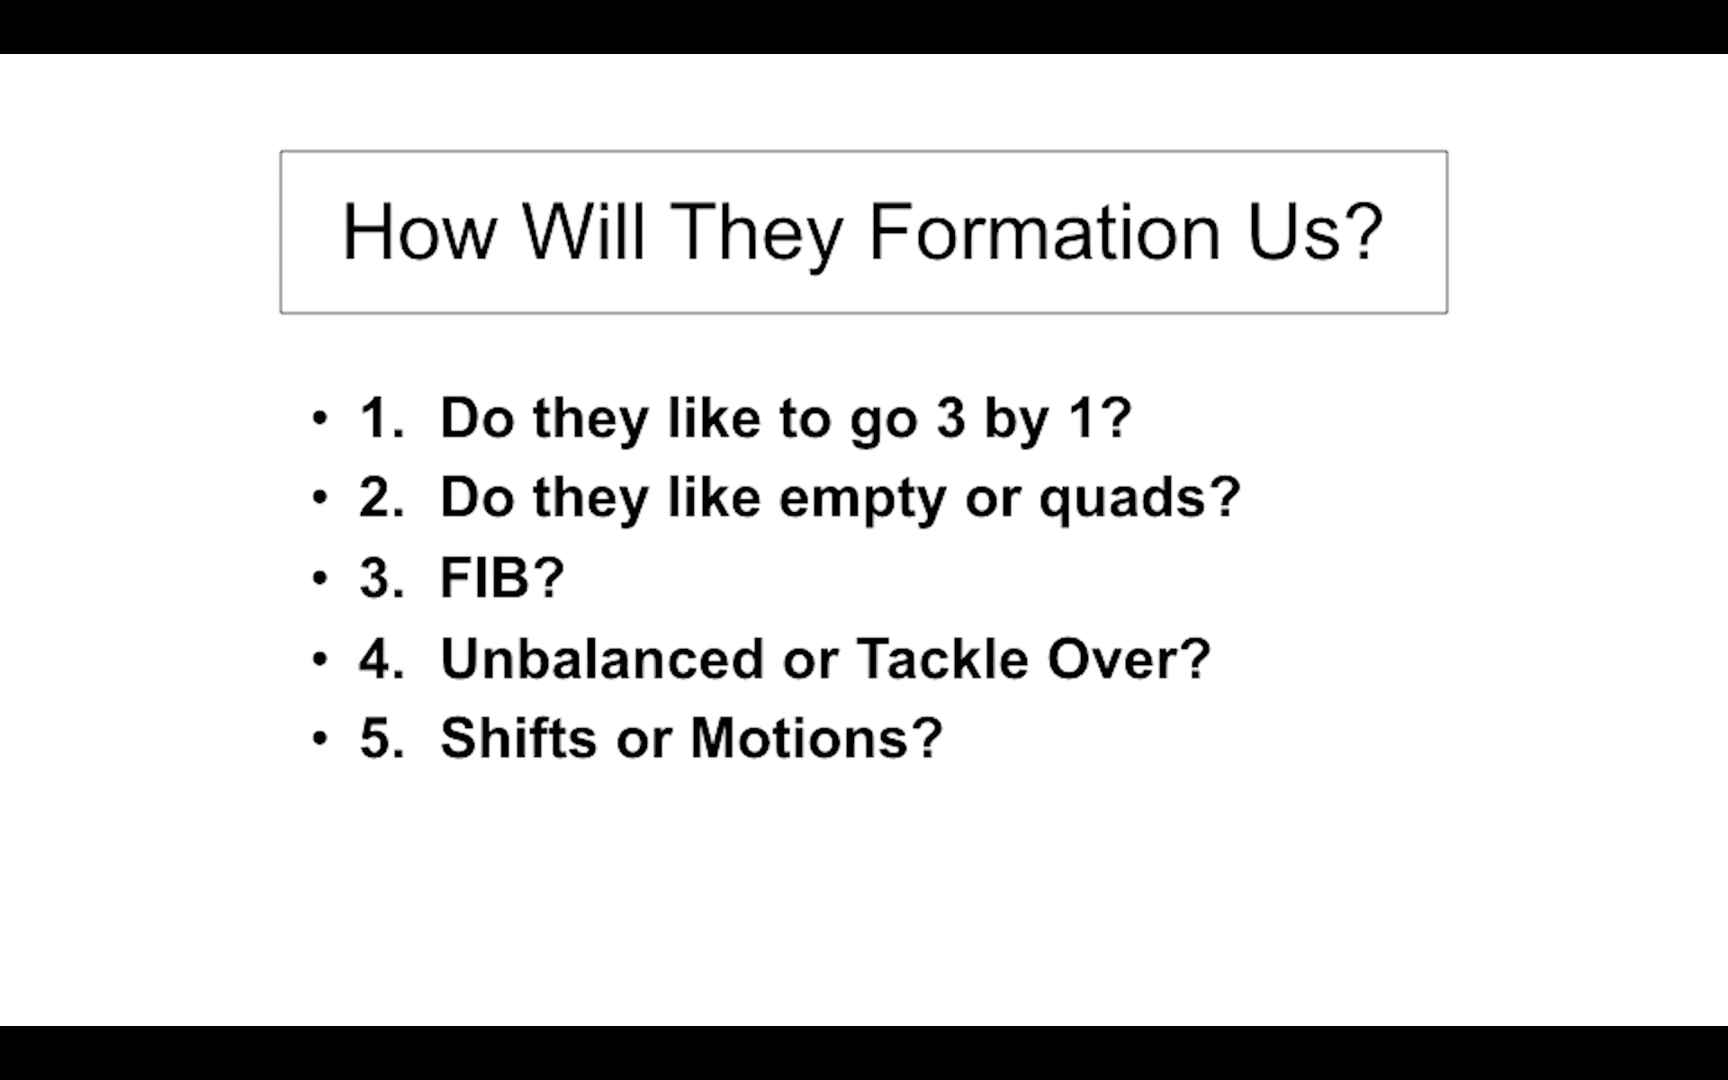 How Will They Formation Us?
• 1. Do they like to go 3 by 1?
• 2. Do they like empty or quads?
• 3. FIB?
• 4. Unbalanced or Tackle Over?
• 5. Shifts or Motions?